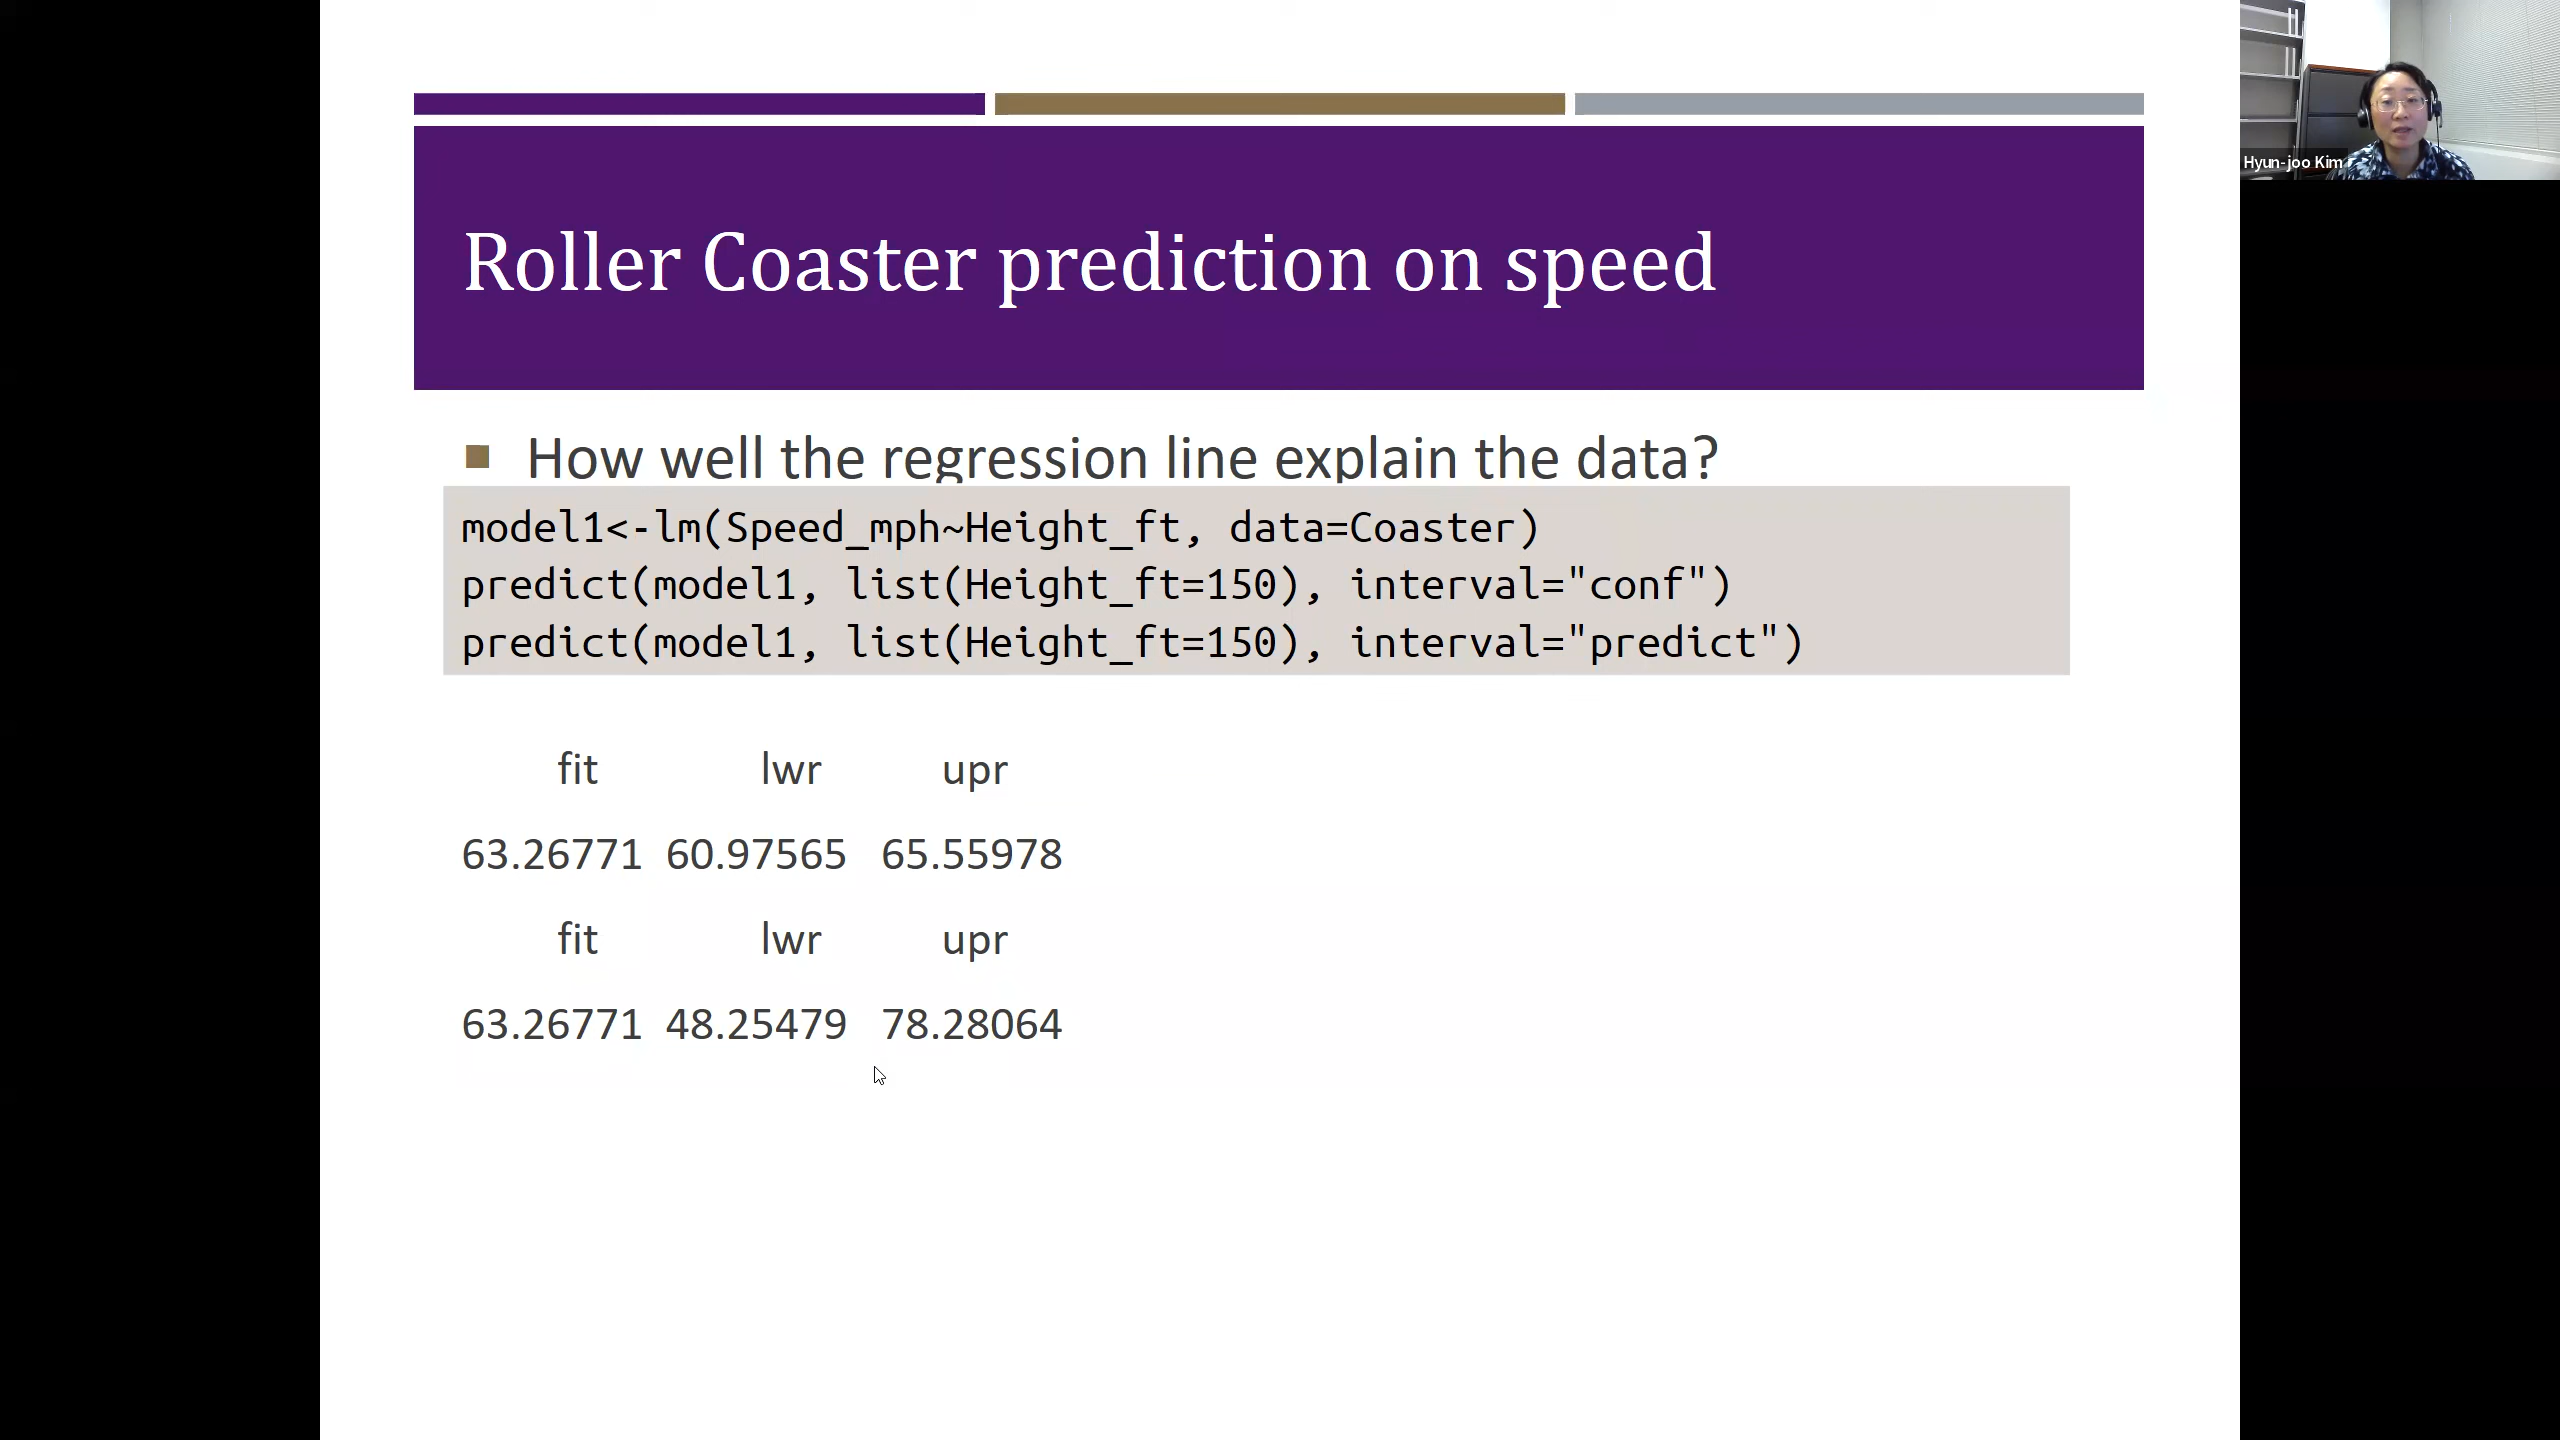 Roller Coaster prediction on speed
How well the regression line explain the data?
model1<-lm(Speed_mph~Height_ft, data=Coaster)
predict(model1, list(Height_ft=150), interval="conf")
predict(model1, list(Height_ft=150), interval="predict")
fit lwr upr
63.26771 60.97565 65.55978
fit lwr upr
63.26771 48.25479 78.28064
Hyun-joo Kim